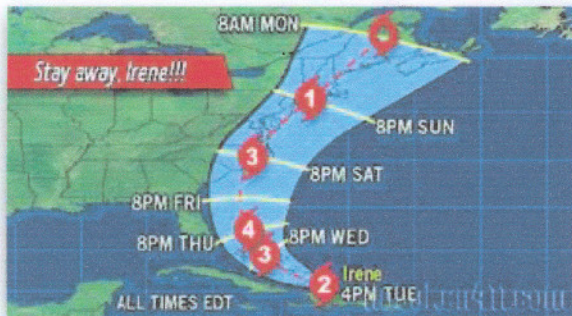 8AM MON
Stay away, Irene!!!
1
8PM SUN
3
8PM SAT
8PM FRI
4
8PM THU
8PM WED
3
Irene
2
4PM TUE
ALL TIMES EDT